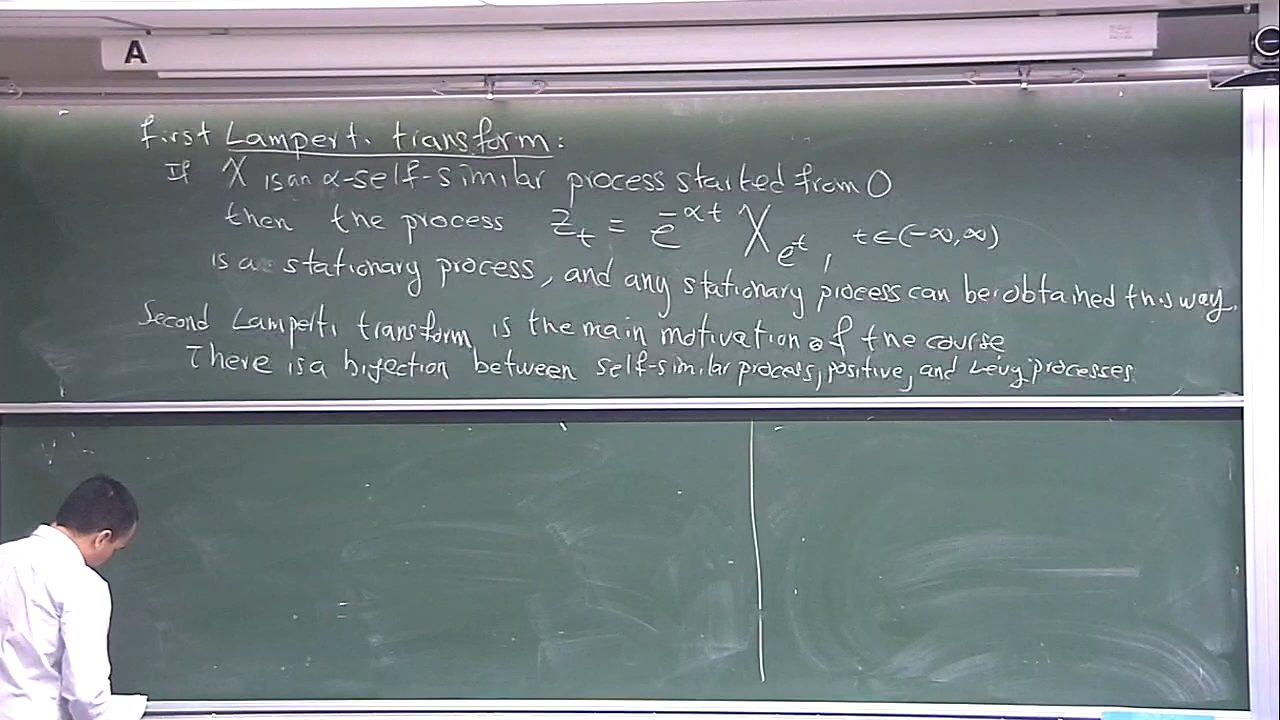 A
First Lampert. transform:
If X is an α-self-similar process started from 0
then the process Z_t = e^{-αt} X_{e^t}, t∈(-∞,∞)
is a stationary process, and any stationary process can be obtained this way.
Second Lampert. transform is the main motivation of the course
There is a bijection between self-similar process, positive, and Lévy processes.